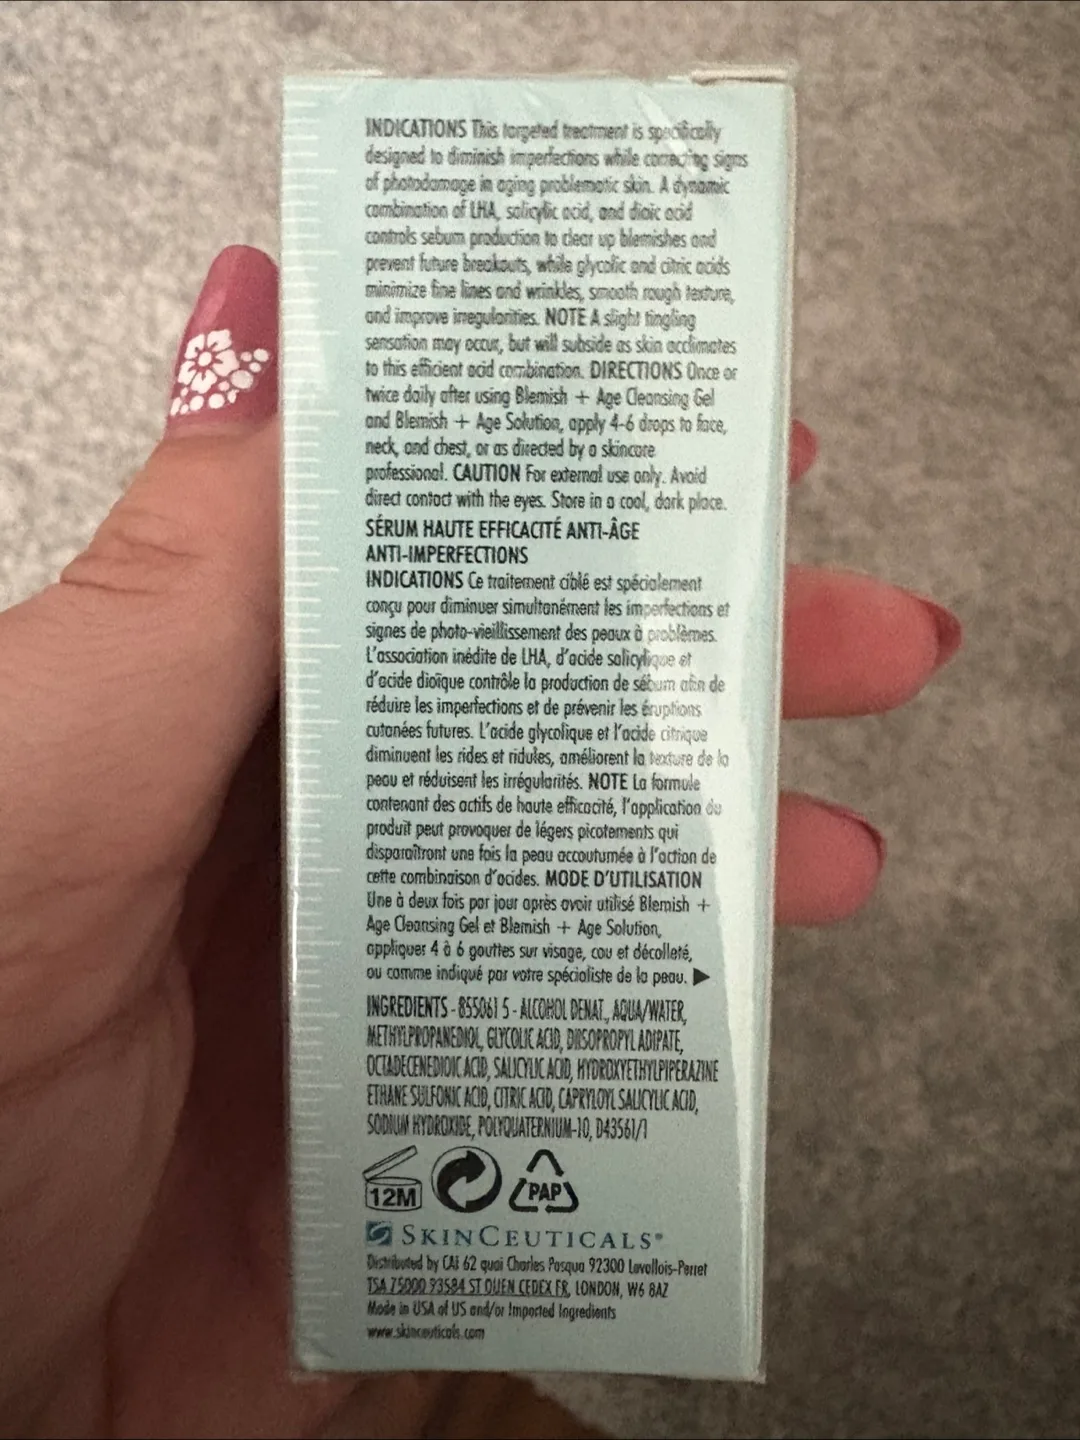 INDICATIONS This targeted treatment is specifically
designed to diminish imperfections while correcting signs
of photodamage in aging problematic skin. A dynamic
combination of LHA, salicylic acid, and dioic acid
controls sebum production to clear up blemishes and
prevent future breakouts, while glycolic and citric acids
minimize fine lines and wrinkles, smooth rough texture,
and improve irregularities. NOTE A slight tingling
sensation may occur, but will subside as skin acclimates
to this efficient acid combination. DIRECTIONS Once or
twice daily after using Blemish + Age Cleansing Gel
and Blemish + Age Solution, apply 4-6 drops to face,
neck, and chest, or as directed by a skincare
professional. CAUTION For external use only. Avoid
direct contact with the eyes. Store in a cool, dark place.
SÉRUM HAUTE EFFICACITÉ ANTI-ÂGE
ANTI-IMPERFECTIONS
INDICATIONS Ce traitement ciblé est spécialement
conçu pour diminuer simultanément les imperfections et
signes de photo-vieillissement des peaux à problèmes.
L'association inédite de LHA, d'acide salicylique et
d'acide dioïque contrôle la production de sébum afin de
réduire les imperfections et de prévenir les éruptions
cutanées futures. L'acide glycolique et l'acide citrique
diminuent les rides et ridules, améliorent la texture de la
peau et réduisent les irrégularités. NOTE La formule
contenant des actifs de haute efficacité, l'application du
produit peut provoquer de légers picotements qui
disparaîtront une fois la peau accoutumée à l'action de
cette combinaison d'acides. MODE D'UTILISATION
Une à deux fois par jour après avoir utilisé Blemish +
Age Cleansing Gel et Blemish + Age Solution,
appliquer 4 à 6 gouttes sur visage, cou et décolleté,
ou comme indiqué par votre spécialiste de la peau. ▶
INGREDIENTS - 855061 5 - ALCOHOL DENAT., AQUA/WATER,
METHYLPROPANEDIOL, GLYCOLIC ACID, DIISOPROPYL ADIPATE,
OCTADECENEDIOIC ACID, SALICYLIC ACID, HYDROXYETHYLPIPERAZINE
ETHANE SULFONIC ACID, CITRIC ACID, CAPRYLOYL SALICYLIC ACID,
SODIUM HYDROXIDE, POLYQUATERNIUM-10, D43561/1
12M PAP
SKINCEUTICALS®
Distributed by CAI 62 quai Charles Pasqua 92300 Levallois-Perret
TSA 75000 93584 ST OUEN CEDEX FR, LONDON, W6 8AZ
Made in USA of US and/or Imported Ingredients
www.skinceuticals.com